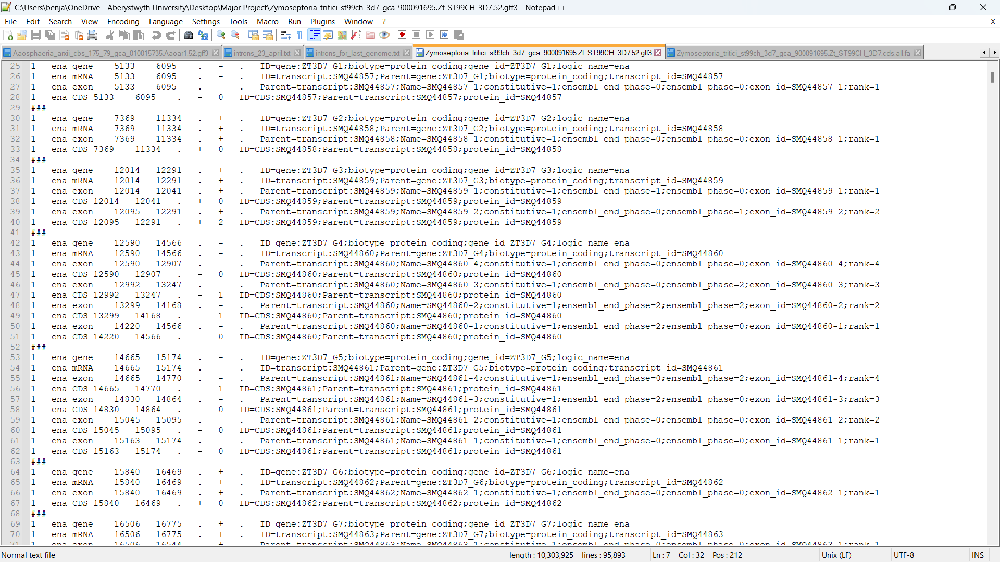 C:\Users\benja\OneDrive - Aberystwyth University\Desktop\Major Project\Zymoseptoria_tritici_st99ch_3d7_gca_900091695.Zt_ST99CH_3D7.52.gff3 - Notepad++
File Edit Search View Encoding Language Settings Tools Macro Run Plugins Window ? X
Aaosphaeria_arxii_cbs_175_79_gca_010015735.Aaoar1.52.gff3 introns_23_april.txt introns_for_last_genome.txt Zymoseptoria_tritici_st99ch_3d7_gca_900091695.Zt_ST99CH_3D7.52.gff3 Zymoseptoria_tritici_st99ch_3d7_gca_900091695.Zt_ST99CH_3D7.cds.all.fa
25 1 ena gene 5133 6095 . - . ID=gene:ZT3D7_G1;biotype=protein_coding;gene_id=ZT3D7_G1;logic_name=ena
26 1 ena mRNA 5133 6095 . - . ID=transcript:SMQ44857;Parent=gene:ZT3D7_G1;biotype=protein_coding;transcript_id=SMQ44857
27 1 ena exon 5133 6095 . - . Parent=transcript:SMQ44857;Name=SMQ44857-1;constitutive=1;ensembl_end_phase=0;ensembl_phase=0;exon_id=SMQ44857-1;rank=1
28 1 ena CDS 5133 6095 . - 0 ID=CDS:SMQ44857;Parent=transcript:SMQ44857;protein_id=SMQ44857
29 ###
30 1 ena gene 7369 11334 . + . ID=gene:ZT3D7_G2;biotype=protein_coding;gene_id=ZT3D7_G2;logic_name=ena
31 1 ena mRNA 7369 11334 . + . ID=transcript:SMQ44858;Parent=gene:ZT3D7_G2;biotype=protein_coding;transcript_id=SMQ44858
32 1 ena exon 7369 11334 . + . Parent=transcript:SMQ44858;Name=SMQ44858-1;constitutive=1;ensembl_end_phase=0;ensembl_phase=0;exon_id=SMQ44858-1;rank=1
33 1 ena CDS 7369 11334 . + 0 ID=CDS:SMQ44858;Parent=transcript:SMQ44858;protein_id=SMQ44858
34 ###
35 1 ena gene 12014 12291 . + . ID=gene:ZT3D7_G3;biotype=protein_coding;gene_id=ZT3D7_G3;logic_name=ena
36 1 ena mRNA 12014 12291 . + . ID=transcript:SMQ44859;Parent=gene:ZT3D7_G3;biotype=protein_coding;transcript_id=SMQ44859
37 1 ena exon 12014 12041 . + . Parent=transcript:SMQ44859;Name=SMQ44859-1;constitutive=1;ensembl_end_phase=1;ensembl_phase=0;exon_id=SMQ44859-1;rank=1
38 1 ena CDS 12014 12041 . + 0 ID=CDS:SMQ44859;Parent=transcript:SMQ44859;protein_id=SMQ44859
39 1 ena exon 12095 12291 . + . Parent=transcript:SMQ44859;Name=SMQ44859-2;constitutive=1;ensembl_end_phase=0;ensembl_phase=1;exon_id=SMQ44859-2;rank=2
40 1 ena CDS 12095 12291 . + 2 ID=CDS:SMQ44859;Parent=transcript:SMQ44859;protein_id=SMQ44859
41 ###
42 1 ena gene 12590 14566 . - . ID=gene:ZT3D7_G4;biotype=protein_coding;gene_id=ZT3D7_G4;logic_name=ena
43 1 ena mRNA 12590 14566 . - . ID=transcript:SMQ44860;Parent=gene:ZT3D7_G4;biotype=protein_coding;transcript_id=SMQ44860
44 1 ena exon 12590 12907 . - . Parent=transcript:SMQ44860;Name=SMQ44860-4;constitutive=1;ensembl_end_phase=0;ensembl_phase=0;exon_id=SMQ44860-4;rank=4
45 1 ena CDS 12590 12907 . - 0 ID=CDS:SMQ44860;Parent=transcript:SMQ44860;protein_id=SMQ44860
46 1 ena exon 12992 13247 . - . Parent=transcript:SMQ44860;Name=SMQ44860-3;constitutive=1;ensembl_end_phase=0;ensembl_phase=2;exon_id=SMQ44860-3;rank=3
47 1 ena CDS 12992 13247 . - 1 ID=CDS:SMQ44860;Parent=transcript:SMQ44860;protein_id=SMQ44860
48 1 ena exon 13299 14168 . - . Parent=transcript:SMQ44860;Name=SMQ44860-2;constitutive=1;ensembl_end_phase=2;ensembl_phase=2;exon_id=SMQ44860-2;rank=2
49 1 ena CDS 13299 14168 . - 1 ID=CDS:SMQ44860;Parent=transcript:SMQ44860;protein_id=SMQ44860
50 1 ena exon 14220 14566 . - . Parent=transcript:SMQ44860;Name=SMQ44860-1;constitutive=1;ensembl_end_phase=2;ensembl_phase=0;exon_id=SMQ44860-1;rank=1
51 1 ena CDS 14220 14566 . - 0 ID=CDS:SMQ44860;Parent=transcript:SMQ44860;protein_id=SMQ44860
52 ###
53 1 ena gene 14665 15174 . - . ID=gene:ZT3D7_G5;biotype=protein_coding;gene_id=ZT3D7_G5;logic_name=ena
54 1 ena mRNA 14665 15174 . - . ID=transcript:SMQ44861;Parent=gene:ZT3D7_G5;biotype=protein_coding;transcript_id=SMQ44861
55 1 ena exon 14665 14770 . - . Parent=transcript:SMQ44861;Name=SMQ44861-4;constitutive=1;ensembl_end_phase=0;ensembl_phase=2;exon_id=SMQ44861-4;rank=4
56 1 ena CDS 14665 14770 . - 1 ID=CDS:SMQ44861;Parent=transcript:SMQ44861;protein_id=SMQ44861
57 1 ena exon 14830 14864 . - . Parent=transcript:SMQ44861;Name=SMQ44861-3;constitutive=1;ensembl_end_phase=2;ensembl_phase=0;exon_id=SMQ44861-3;rank=3
58 1 ena CDS 14830 14864 . - 0 ID=CDS:SMQ44861;Parent=transcript:SMQ44861;protein_id=SMQ44861
59 1 ena exon 15045 15095 . - . Parent=transcript:SMQ44861;Name=SMQ44861-2;constitutive=1;ensembl_end_phase=0;ensembl_phase=0;exon_id=SMQ44861-2;rank=2
60 1 ena CDS 15045 15095 . - 0 ID=CDS:SMQ44861;Parent=transcript:SMQ44861;protein_id=SMQ44861
61 1 ena exon 15163 15174 . - . Parent=transcript:SMQ44861;Name=SMQ44861-1;constitutive=1;ensembl_end_phase=0;ensembl_phase=0;exon_id=SMQ44861-1;rank=1
62 1 ena CDS 15163 15174 . - 0 ID=CDS:SMQ44861;Parent=transcript:SMQ44861;protein_id=SMQ44861
63 ###
64 1 ena gene 15840 16469 . + . ID=gene:ZT3D7_G6;biotype=protein_coding;gene_id=ZT3D7_G6;logic_name=ena
65 1 ena mRNA 15840 16469 . + . ID=transcript:SMQ44862;Parent=gene:ZT3D7_G6;biotype=protein_coding;transcript_id=SMQ44862
66 1 ena exon 15840 16469 . + . Parent=transcript:SMQ44862;Name=SMQ44862-1;constitutive=1;ensembl_end_phase=0;ensembl_phase=0;exon_id=SMQ44862-1;rank=1
67 1 ena CDS 15840 16469 . + 0 ID=CDS:SMQ44862;Parent=transcript:SMQ44862;protein_id=SMQ44862
68 ###
69 1 ena gene 16506 16775 . + . ID=gene:ZT3D7_G7;biotype=protein_coding;gene_id=ZT3D7_G7;logic_name=ena
70 1 ena mRNA 16506 16775 . + . ID=transcript:SMQ44863;Parent=gene:ZT3D7_G7;biotype=protein_coding;transcript_id=SMQ44863
Normal text file length : 10,303,925 lines : 95,893 Ln : 7 Col : 32 Pos : 212 Unix (LF) UTF-8 INS